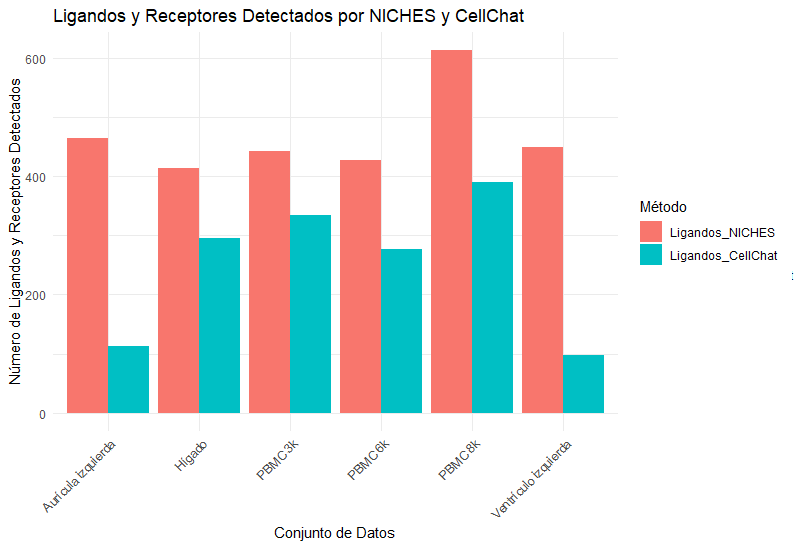 Ligandos y Receptores Detectados por NICHES y CellChat
Número de Ligandos y Receptores Detectados
600
400
200
0
Aurícula Izquierda
Hígado
PBMC3k
PBMC6k
PBMC8k
Ventrículo Izquierda
Conjunto de Datos
Método
Ligandos_NICHES
Ligandos_CellChat